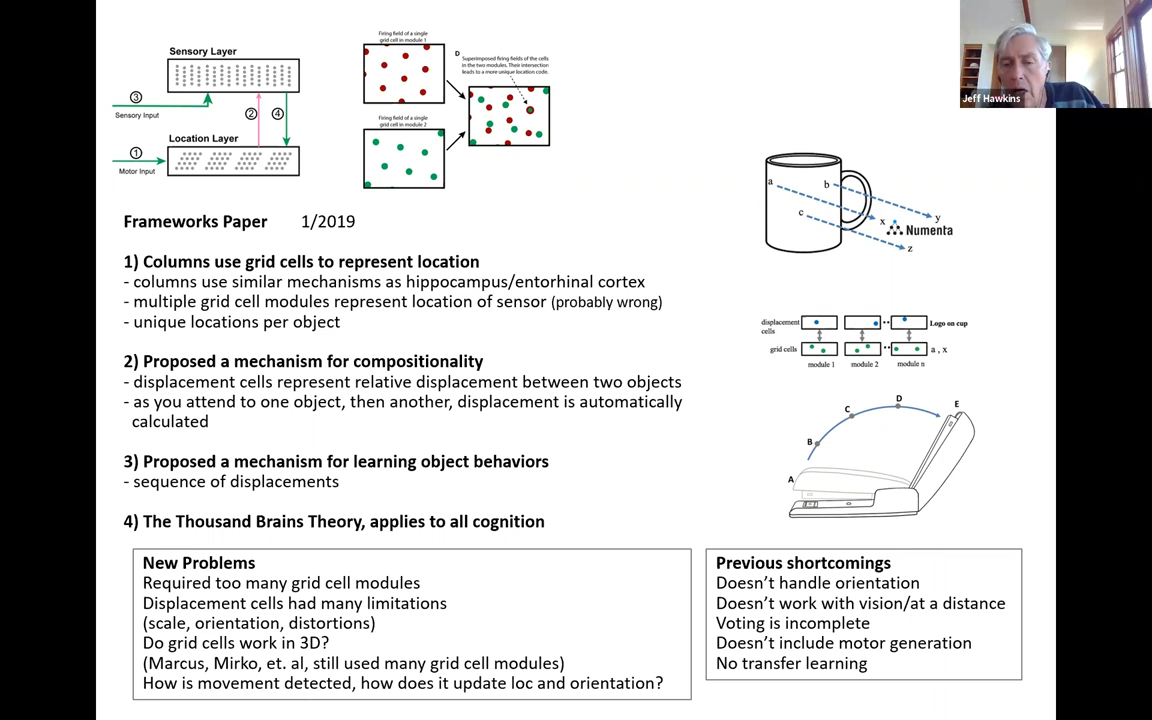 Sensory Layer
3
Sensory Input
2
4
Location Layer
1
Motor Input
Firing field of a single
grid cell in module 1
Firing field of a single
grid cell in module 2
D
Superimposed firing fields of the cells
in the two modules. Their intersection
leads to a more unique location code.
Jeff Hawkins
Frameworks Paper 1/2019
1) Columns use grid cells to represent location
- columns use similar mechanisms as hippocampus/entorhinal cortex
- multiple grid cell modules represent location of sensor (probably wrong)
- unique locations per object
2) Proposed a mechanism for compositionality
- displacement cells represent relative displacement between two objects
- as you attend to one object, then another, displacement is automatically
calculated
3) Proposed a mechanism for learning object behaviors
- sequence of displacements
4) The Thousand Brains Theory, applies to all cognition
a
b
c
x
y
z
Numenta
displacement
cells
Logo on cup
grid cells
a , x
module 1
module 2
module n
A
B
C
D
E
New Problems
Required too many grid cell modules
Displacement cells had many limitations
(scale, orientation, distortions)
Do grid cells work in 3D?
(Marcus, Mirko, et. al, still used many grid cell modules)
How is movement detected, how does it update loc and orientation?
Previous shortcomings
Doesn't handle orientation
Doesn't work with vision/at a distance
Voting is incomplete
Doesn't include motor generation
No transfer learning